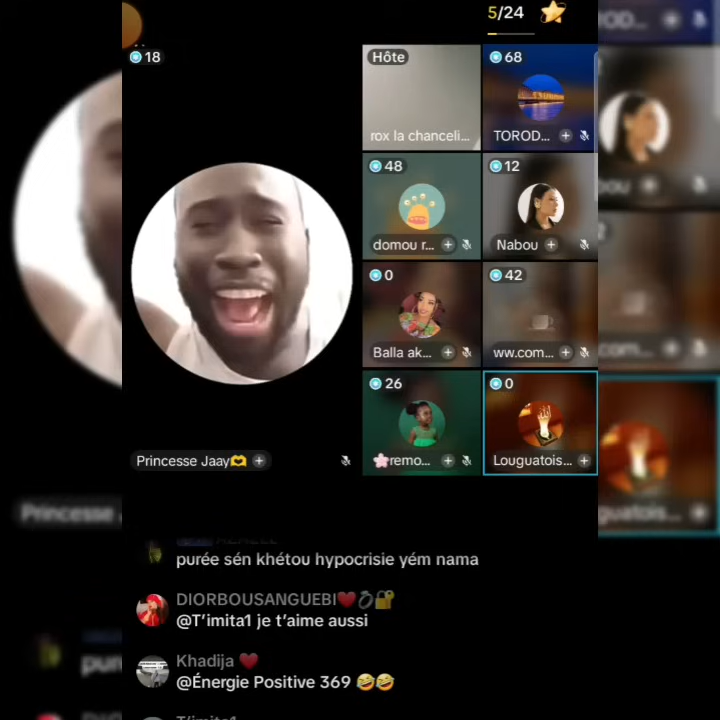 5/24
18
Hôte
rox la chanceli...
68
TOROD...
48
domou r...
12
Nabou
0
Balla ak...
42
ww.com...
26
remo...
0
Louguatois...
Princesse Jaay🫶
purée sén khétou hypocrisie yém nama
DIORBOUSANGUEBI❤️💍🔐
@T'imita1 je t'aime aussi
Khadija ❤️
@Énergie Positive 369 🤣🤣
T'imita1